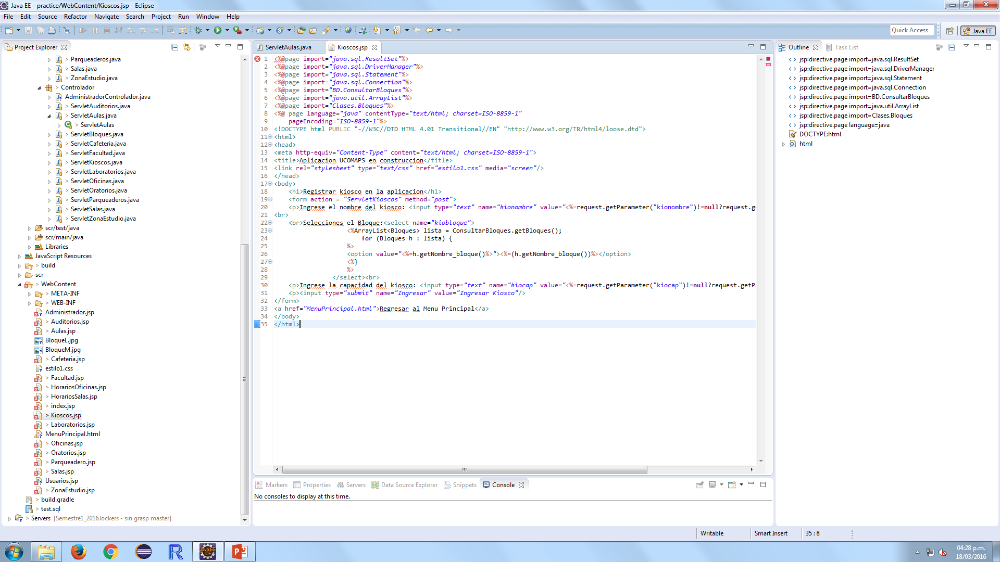 Java EE - practice/WebContent/Kioscos.jsp - Eclipse
File Edit Source Refactor Navigate Search Project Run Window Help
Quick Access
Java EE
Project Explorer
> Parqueaderos.java
> Salas.java
> ZonaEstudio.java
> Controlador
AdministradorControlador.java
> ServletAuditorios.java
> ServletAulas.java
> ServletAulas
> ServletBloques.java
> ServletCafeteria.java
> ServletFacultad.java
> ServletKioscos.java
> ServletLaboratorios.java
> ServletOficinas.java
> ServletOratorios.java
> ServletParqueaderos.java
> ServletSalas.java
> ServletZonaEstudio.java
> scr/test/java
> scr/main/java
Libraries
JavaScript Resources
> build
scr
> WebContent
> META-INF
> WEB-INF
Administrador.jsp
> Auditorios.jsp
> Aulas.jsp
BloqueL.jpg
BloqueM.jpg
> Cafeteria.jsp
estilo1.css
> Facultad.jsp
> HorariosOficinas.jsp
> HorariosSalas.jsp
> index.jsp
> Kioscos.jsp
> Laboratorios.jsp
MenuPrincipal.html
> Oficinas.jsp
> Oratorios.jsp
> Parqueadero.jsp
> Salas.jsp
Usuarios.jsp
> ZonaEstudio.jsp
> build.gradle
> test.sql
> Servers [Semestre1_2016Jockers - sin grasp master]
ServletAulas.java
Kioscos.jsp
1 <%@page import="java.sql.ResultSet"%>
2 <%@page import="java.sql.DriverManager"%>
3 <%@page import="java.sql.Statement"%>
4 <%@page import="java.sql.Connection"%>
5 <%@page import="BD.ConsultarBloques"%>
6 <%@page import="java.util.ArrayList"%>
7 <%@page import="Clases.Bloques"%>
8 <%@ page language="java" contentType="text/html; charset=ISO-8859-1"
9 pageEncoding="ISO-8859-1"%>
10 <!DOCTYPE html PUBLIC "-//W3C//DTD HTML 4.01 Transitional//EN" "http://www.w3.org/TR/html4/loose.dtd">
11 <html>
12 <head>
13 <meta http-equiv="Content-Type" content="text/html; charset=ISO-8859-1">
14 <title>Aplicacion UCOMAPS en construccion</title>
15 <link rel="stylesheet" type="text/css" href="estilo1.css" media="screen"/>
16 </head>
17 <body>
18 <h1>Registrar kiosco en la aplicacion</h1>
19 <form action = "ServletKioscos" method="post">
20 <p>Ingrese el nombre del kiosco: <input type="text" name="kionombre" value="<%=request.getParameter("kionombre")!=null?request.ge
21 <br>
22 <br>Selecciones el Bloque:<select name="kiobloque">
23 <%ArrayList<Bloques> lista = ConsultarBloques.getBloques();
24 for (Bloques h : lista) {
25 %>
26 <option value="<%=h.getNombre_bloque()%>"><%=(h.getNombre_bloque())%></option>
27 <%}
28 %>
29 </select><br>
30 <p>Ingrese la capacidad del kiosco: <input type="text" name="kiocap" value="<%=request.getParameter("kiocap")!=null?request.getPa
31 <p><input type="submit" name="Ingresar" value="Ingresar Kiosco"/>
32 </form>
33 <a href="MenuPrincipal.html">Regresar al Menu Principal</a>
34 </body>
35 </html>
Outline
Task List
jsp:directive.page import=java.sql.ResultSet
jsp:directive.page import=java.sql.DriverManager
jsp:directive.page import=java.sql.Statement
jsp:directive.page import=java.sql.Connection
jsp:directive.page import=BD.ConsultarBloques
jsp:directive.page import=java.util.ArrayList
jsp:directive.page import=Clases.Bloques
jsp:directive.page language=java
DOCTYPE:html
html
Markers Properties Servers Data Source Explorer Snippets Console
No consoles to display at this time.
Writable Smart Insert 35 : 8
Java EE IDE
04:28 p.m.
18/03/2016